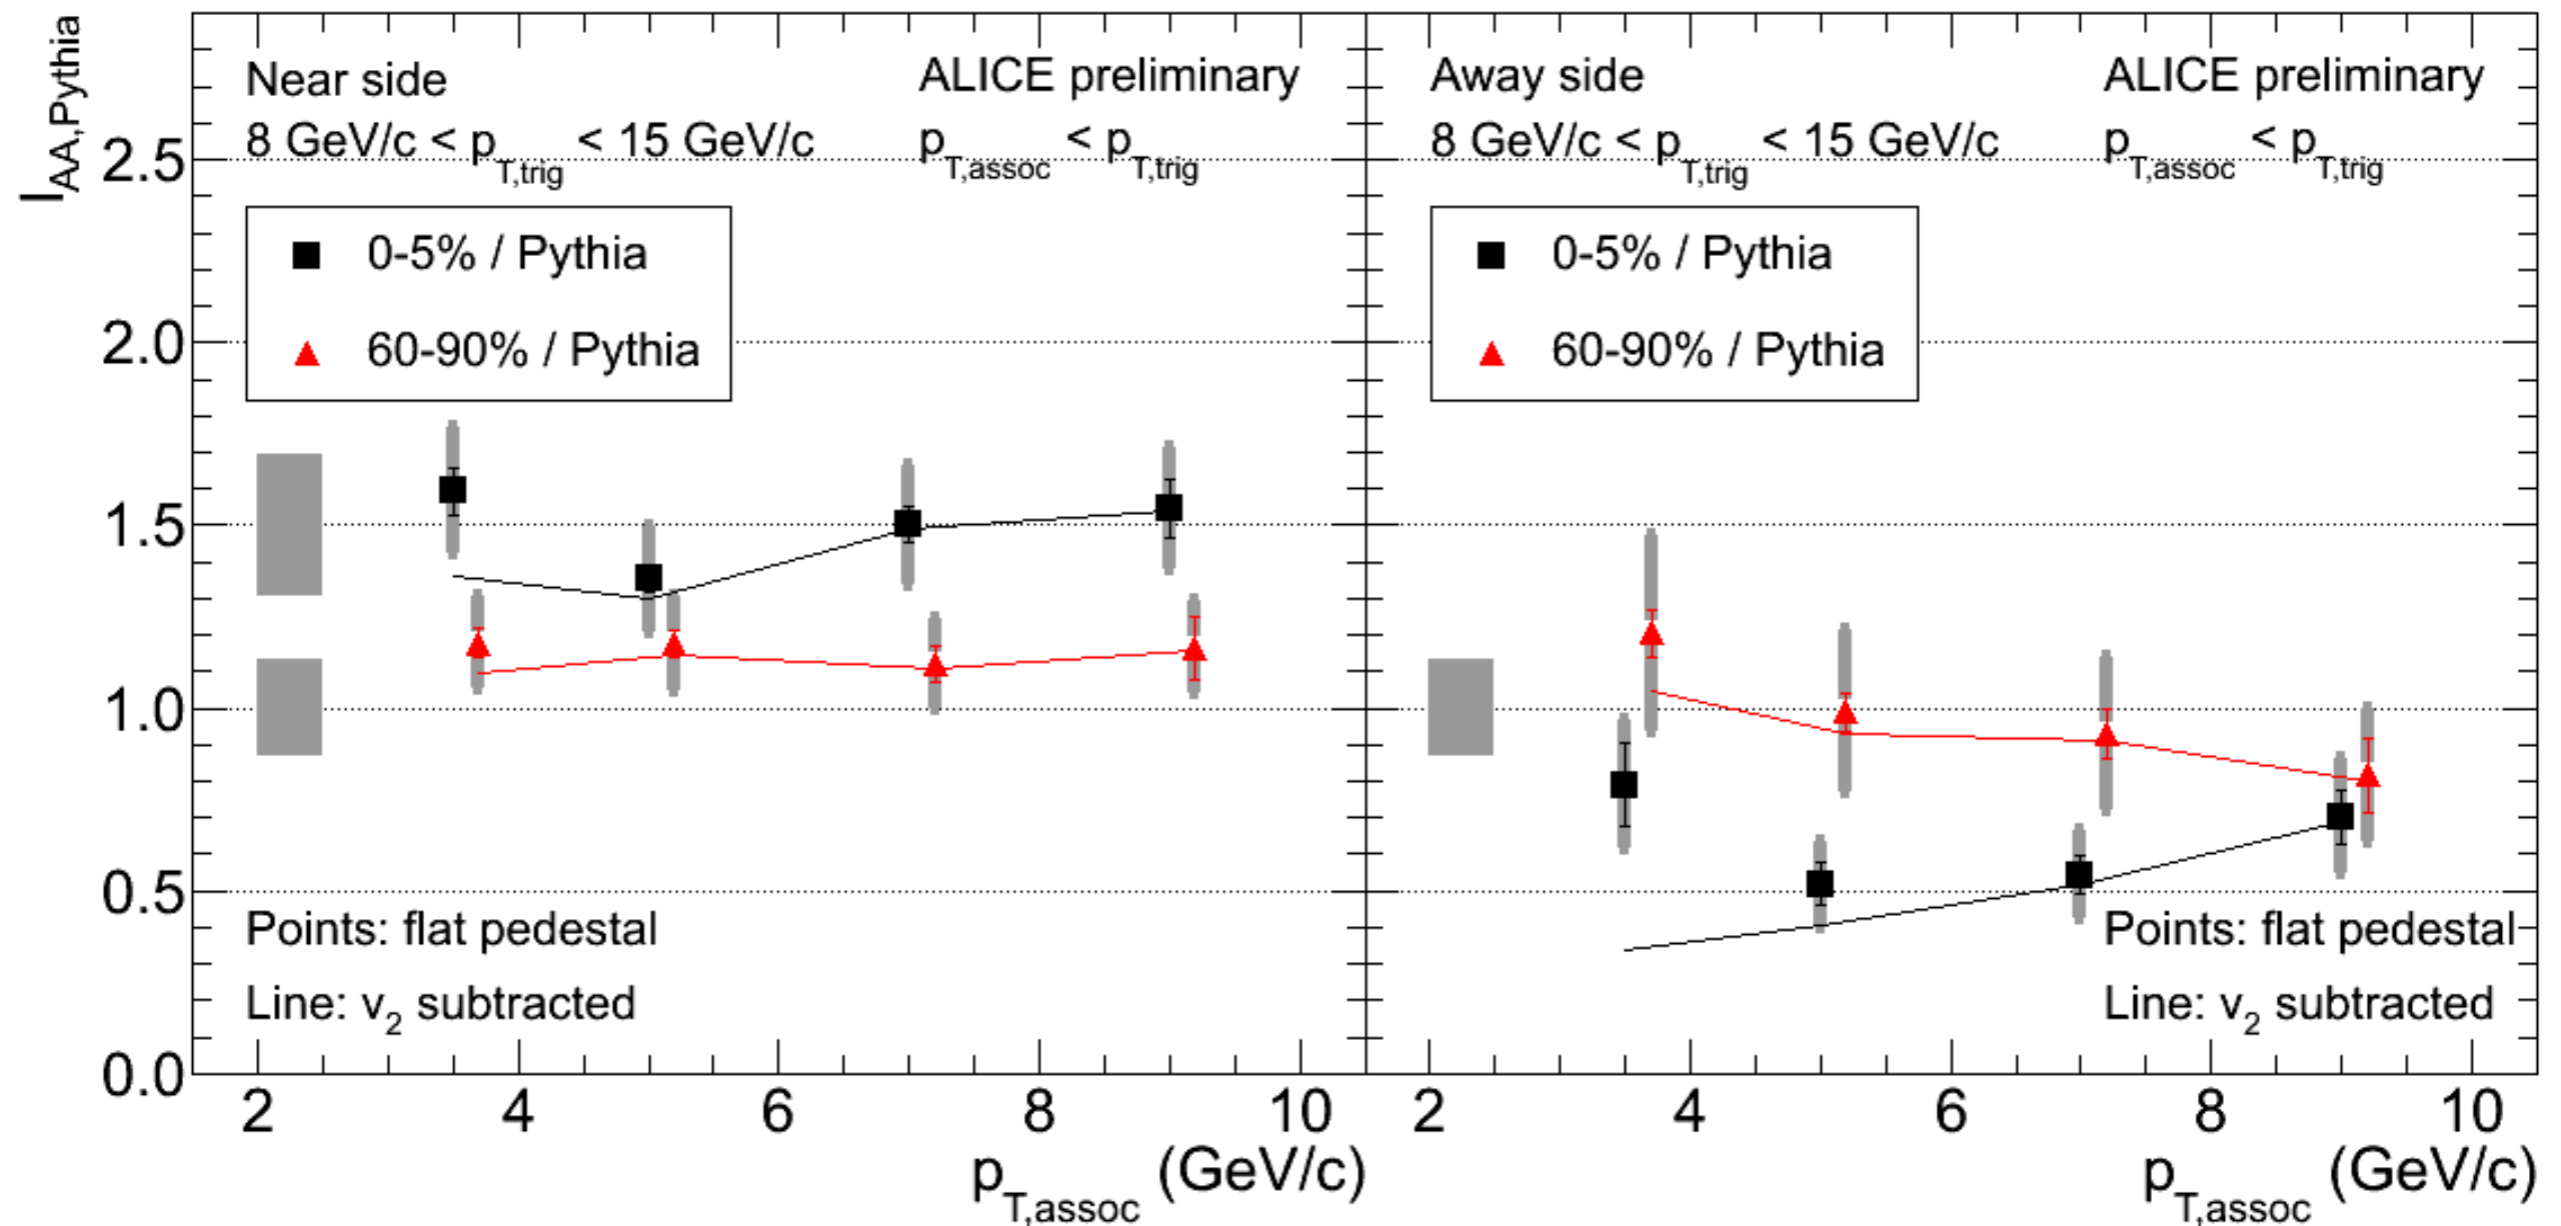 I_AA,Pythia
Near side
ALICE preliminary
8 GeV/c < p_T,trig < 15 GeV/c
p_T,assoc < p_T,trig
0-5% / Pythia
60-90% / Pythia
Points: flat pedestal
Line: v_2 subtracted
Away side
ALICE preliminary
8 GeV/c < p_T,trig < 15 GeV/c
p_T,assoc < p_T,trig
0-5% / Pythia
60-90% / Pythia
Points: flat pedestal
Line: v_2 subtracted
2.5
2.0
1.5
1.0
0.5
0.0
2 4 6 8 10
2 4 6 8 10
p_T,assoc (GeV/c)
p_T,assoc (GeV/c)